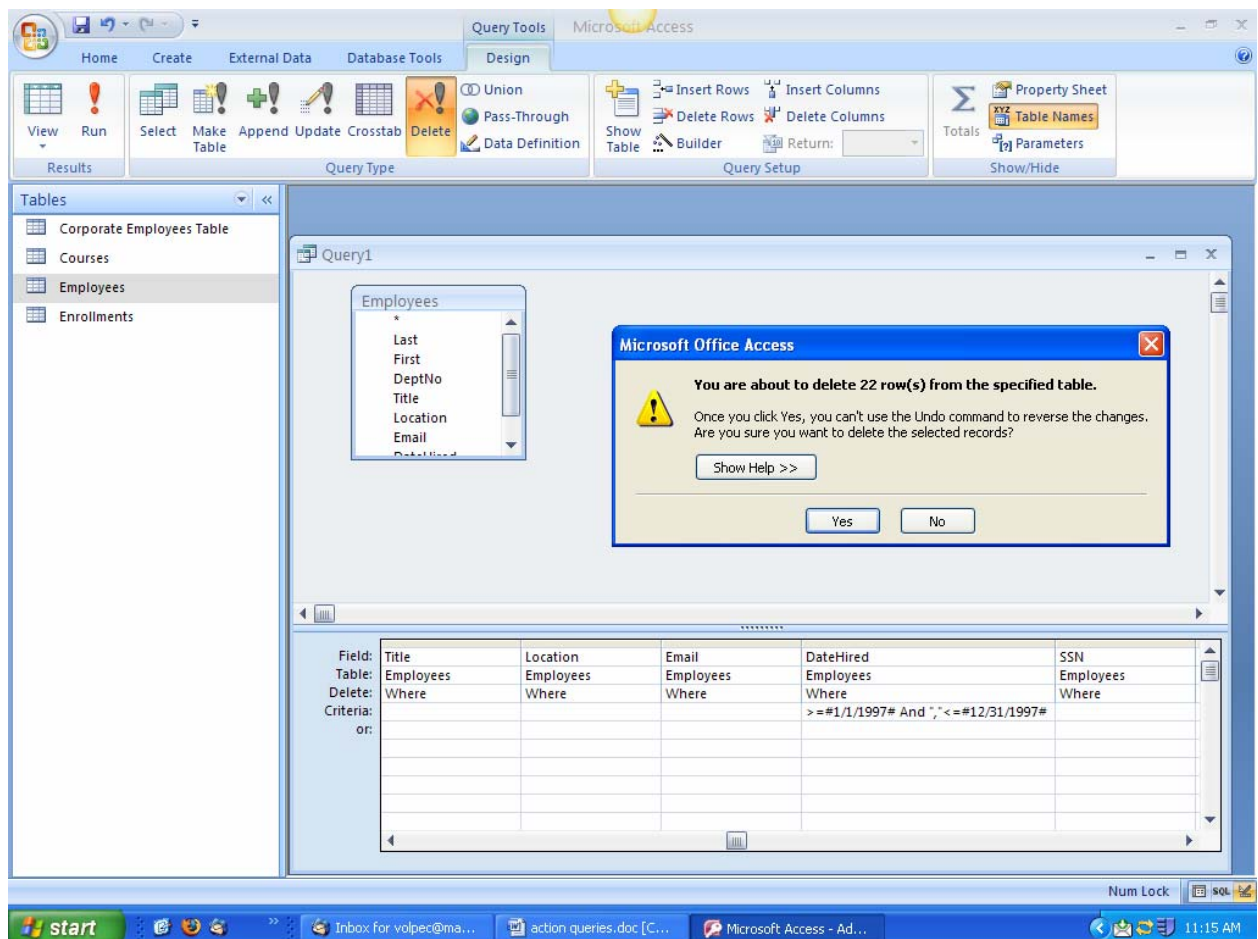 Query Tools Microsoft Access
Home Create External Data Database Tools Design
View Run Select Make Table Append Update Crosstab Delete
Union
Pass-Through
Data Definition
Show Table
Insert Rows
Delete Rows
Builder
Insert Columns
Delete Columns
Return:
Totals
Property Sheet
Table Names
Parameters
Results Query Type Query Setup Show/Hide
Tables
Corporate Employees Table
Courses
Employees
Enrollments
Query1
Employees
*
Last
First
DeptNo
Title
Location
Email
DateHired
Microsoft Office Access
You are about to delete 22 row(s) from the specified table.
Once you click Yes, you can't use the Undo command to reverse the changes.
Are you sure you want to delete the selected records?
Show Help >>
Yes No
Field: Title Location Email DateHired SSN
Table: Employees Employees Employees Employees Employees
Delete: Where Where Where Where Where
Criteria: >=#1/1/1997# And ","<=#12/31/1997#
or:
Num Lock SQL
start Inbox for volpec@ma... action queries.doc [C... Microsoft Access - Ad... 11:15 AM